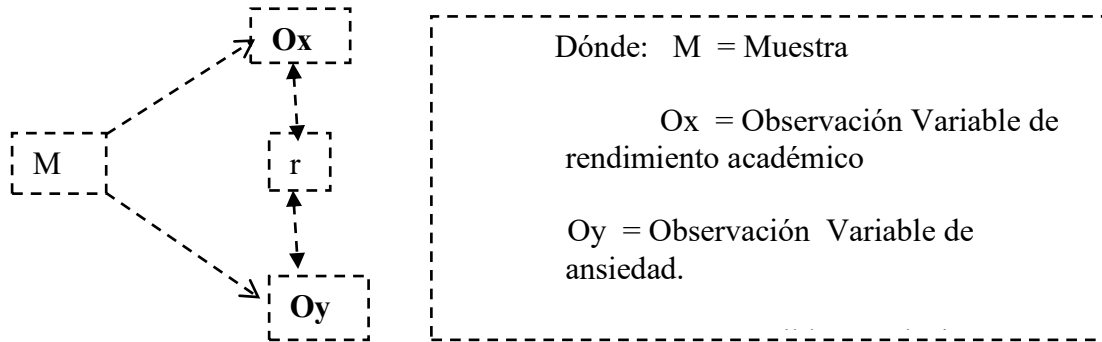 Ox
M
r
Oy
Dónde: M = Muestra
Ox = Observación Variable de
rendimiento académico
Oy = Observación Variable de
ansiedad.